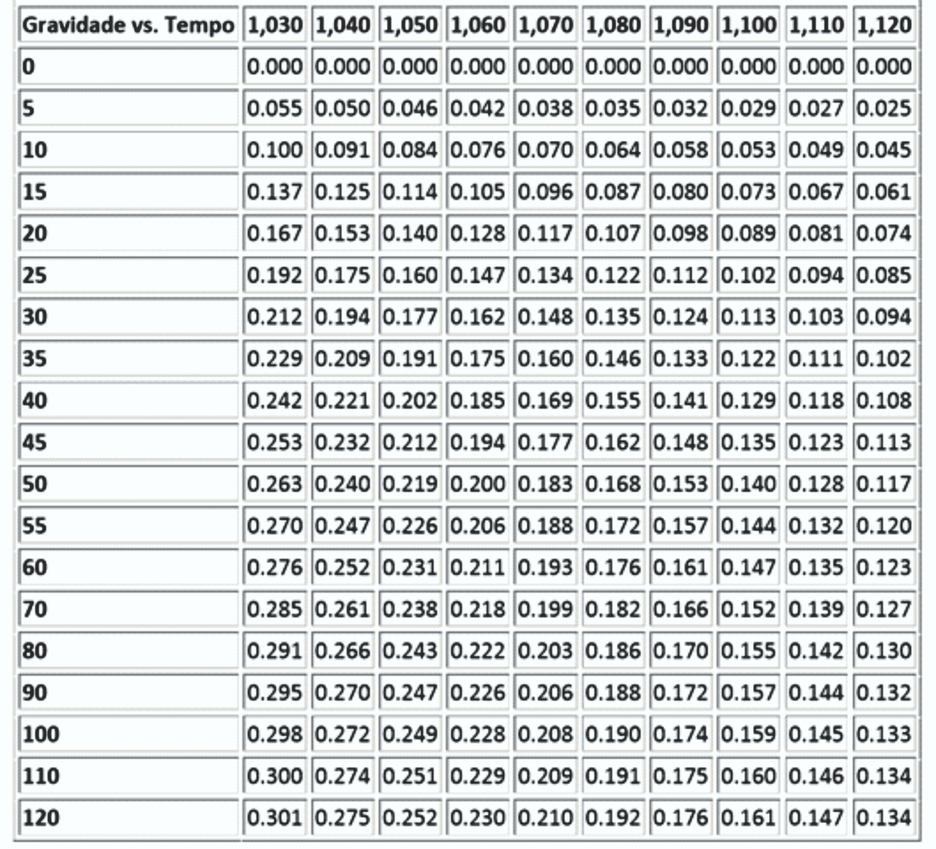 Gravidade vs. Tempo 1,030 1,040 1,050 1,060 1,070 1,080 1,090 1,100 1,110 1,120
0 0.000 0.000 0.000 0.000 0.000 0.000 0.000 0.000 0.000 0.000
5 0.055 0.050 0.046 0.042 0.038 0.035 0.032 0.029 0.027 0.025
10 0.100 0.091 0.084 0.076 0.070 0.064 0.058 0.053 0.049 0.045
15 0.137 0.125 0.114 0.105 0.096 0.087 0.080 0.073 0.067 0.061
20 0.167 0.153 0.140 0.128 0.117 0.107 0.098 0.089 0.081 0.074
25 0.192 0.175 0.160 0.147 0.134 0.122 0.112 0.102 0.094 0.085
30 0.212 0.194 0.177 0.162 0.148 0.135 0.124 0.113 0.103 0.094
35 0.229 0.209 0.191 0.175 0.160 0.146 0.133 0.122 0.111 0.102
40 0.242 0.221 0.202 0.185 0.169 0.155 0.141 0.129 0.118 0.108
45 0.253 0.232 0.212 0.194 0.177 0.162 0.148 0.135 0.123 0.113
50 0.263 0.240 0.219 0.200 0.183 0.168 0.153 0.140 0.128 0.117
55 0.270 0.247 0.226 0.206 0.188 0.172 0.157 0.144 0.132 0.120
60 0.276 0.252 0.231 0.211 0.193 0.176 0.161 0.147 0.135 0.123
70 0.285 0.261 0.238 0.218 0.199 0.182 0.166 0.152 0.139 0.127
80 0.291 0.266 0.243 0.222 0.203 0.186 0.170 0.155 0.142 0.130
90 0.295 0.270 0.247 0.226 0.206 0.188 0.172 0.157 0.144 0.132
100 0.298 0.272 0.249 0.228 0.208 0.190 0.174 0.159 0.145 0.133
110 0.300 0.274 0.251 0.229 0.209 0.191 0.175 0.160 0.146 0.134
120 0.301 0.275 0.252 0.230 0.210 0.192 0.176 0.161 0.147 0.134